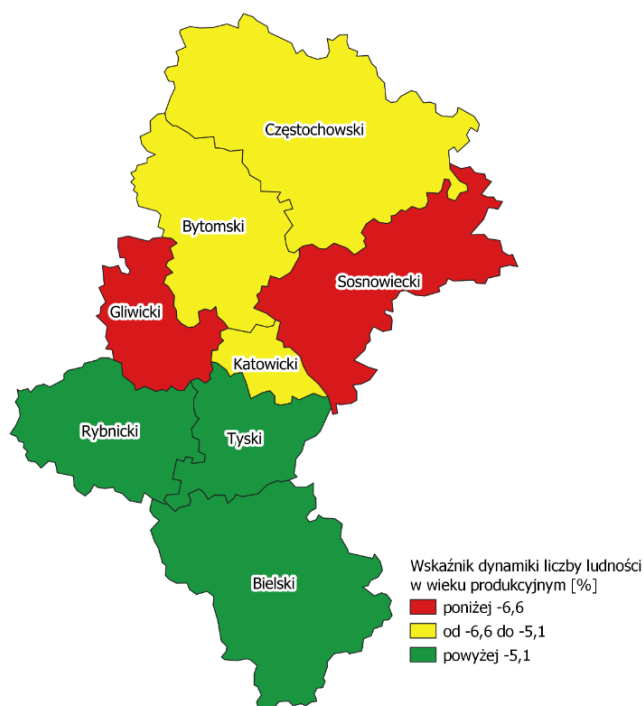 Częstochowski
Bytomski
Sosnowiecki
Gliwicki
Katowicki
Rybnicki
Tyski
Bielski
Wskaźnik dynamiki liczby ludności
w wieku produkcyjnym [%]
poniżej -6,6
od -6,6 do -5,1
powyżej -5,1